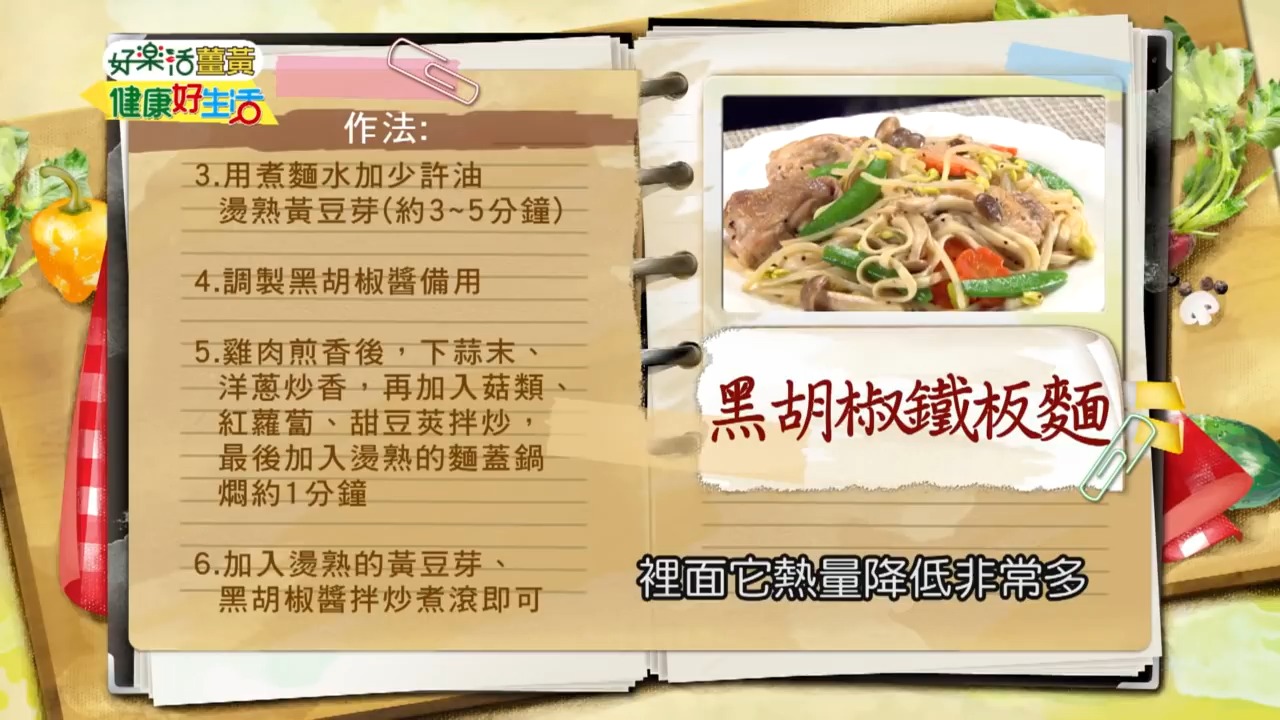 好樂活薑黃
健康好生活
作法:
3.用煮麵水加少許油
燙熟黃豆芽(約3~5分鐘)
4.調製黑胡椒醬備用
5.雞肉煎香後，下蒜末、
洋蔥炒香，再加入菇類、
紅蘿蔔、甜豆莢拌炒，
最後加入燙熟的麵蓋鍋
燜約1分鐘
6.加入燙熟的黃豆芽、
黑胡椒醬拌炒煮滾即可
黑胡椒鐵板麵
裡面它熱量降低非常多